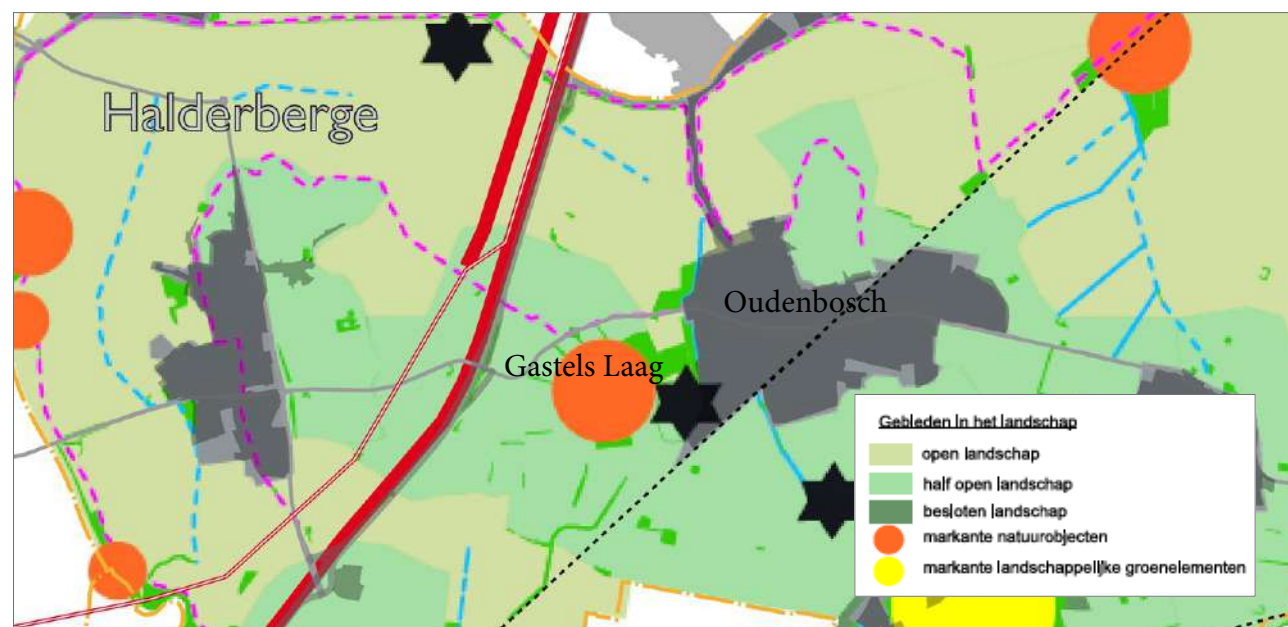 Halderberge
Oudenbosch
Gastels Laag
Gebieden in het landschap
open landschap
half open landschap
besloten landschap
markante natuurobjecten
markante landschappelijke groenelementen